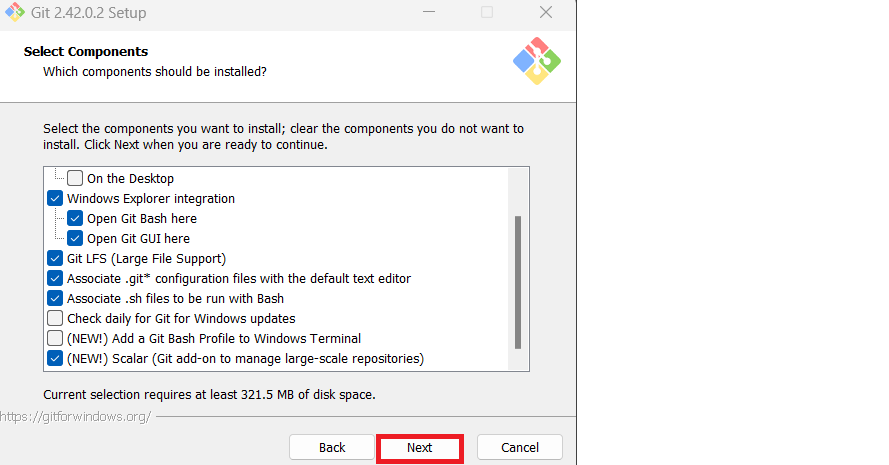 Git 2.42.0.2 Setup
Select Components
Which components should be installed?
Select the components you want to install; clear the components you do not want to
install. Click Next when you are ready to continue.
On the Desktop
Windows Explorer integration
Open Git Bash here
Open Git GUI here
Git LFS (Large File Support)
Associate .git* configuration files with the default text editor
Associate .sh files to be run with Bash
Check daily for Git for Windows updates
(NEW!) Add a Git Bash Profile to Windows Terminal
(NEW!) Scalar (Git add-on to manage large-scale repositories)
Current selection requires at least 321.5 MB of disk space.
https://gitforwindows.org/
Back Next Cancel